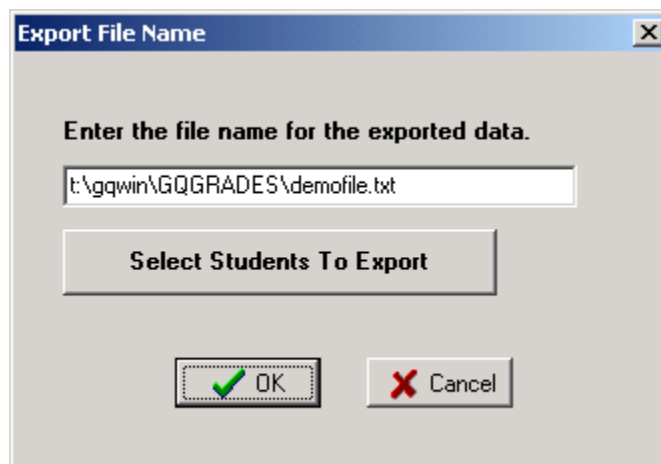 Export File Name
Enter the file name for the exported data.
t:\gqwin\GQGRADES\demofile.txt
Select Students To Export
OK
Cancel